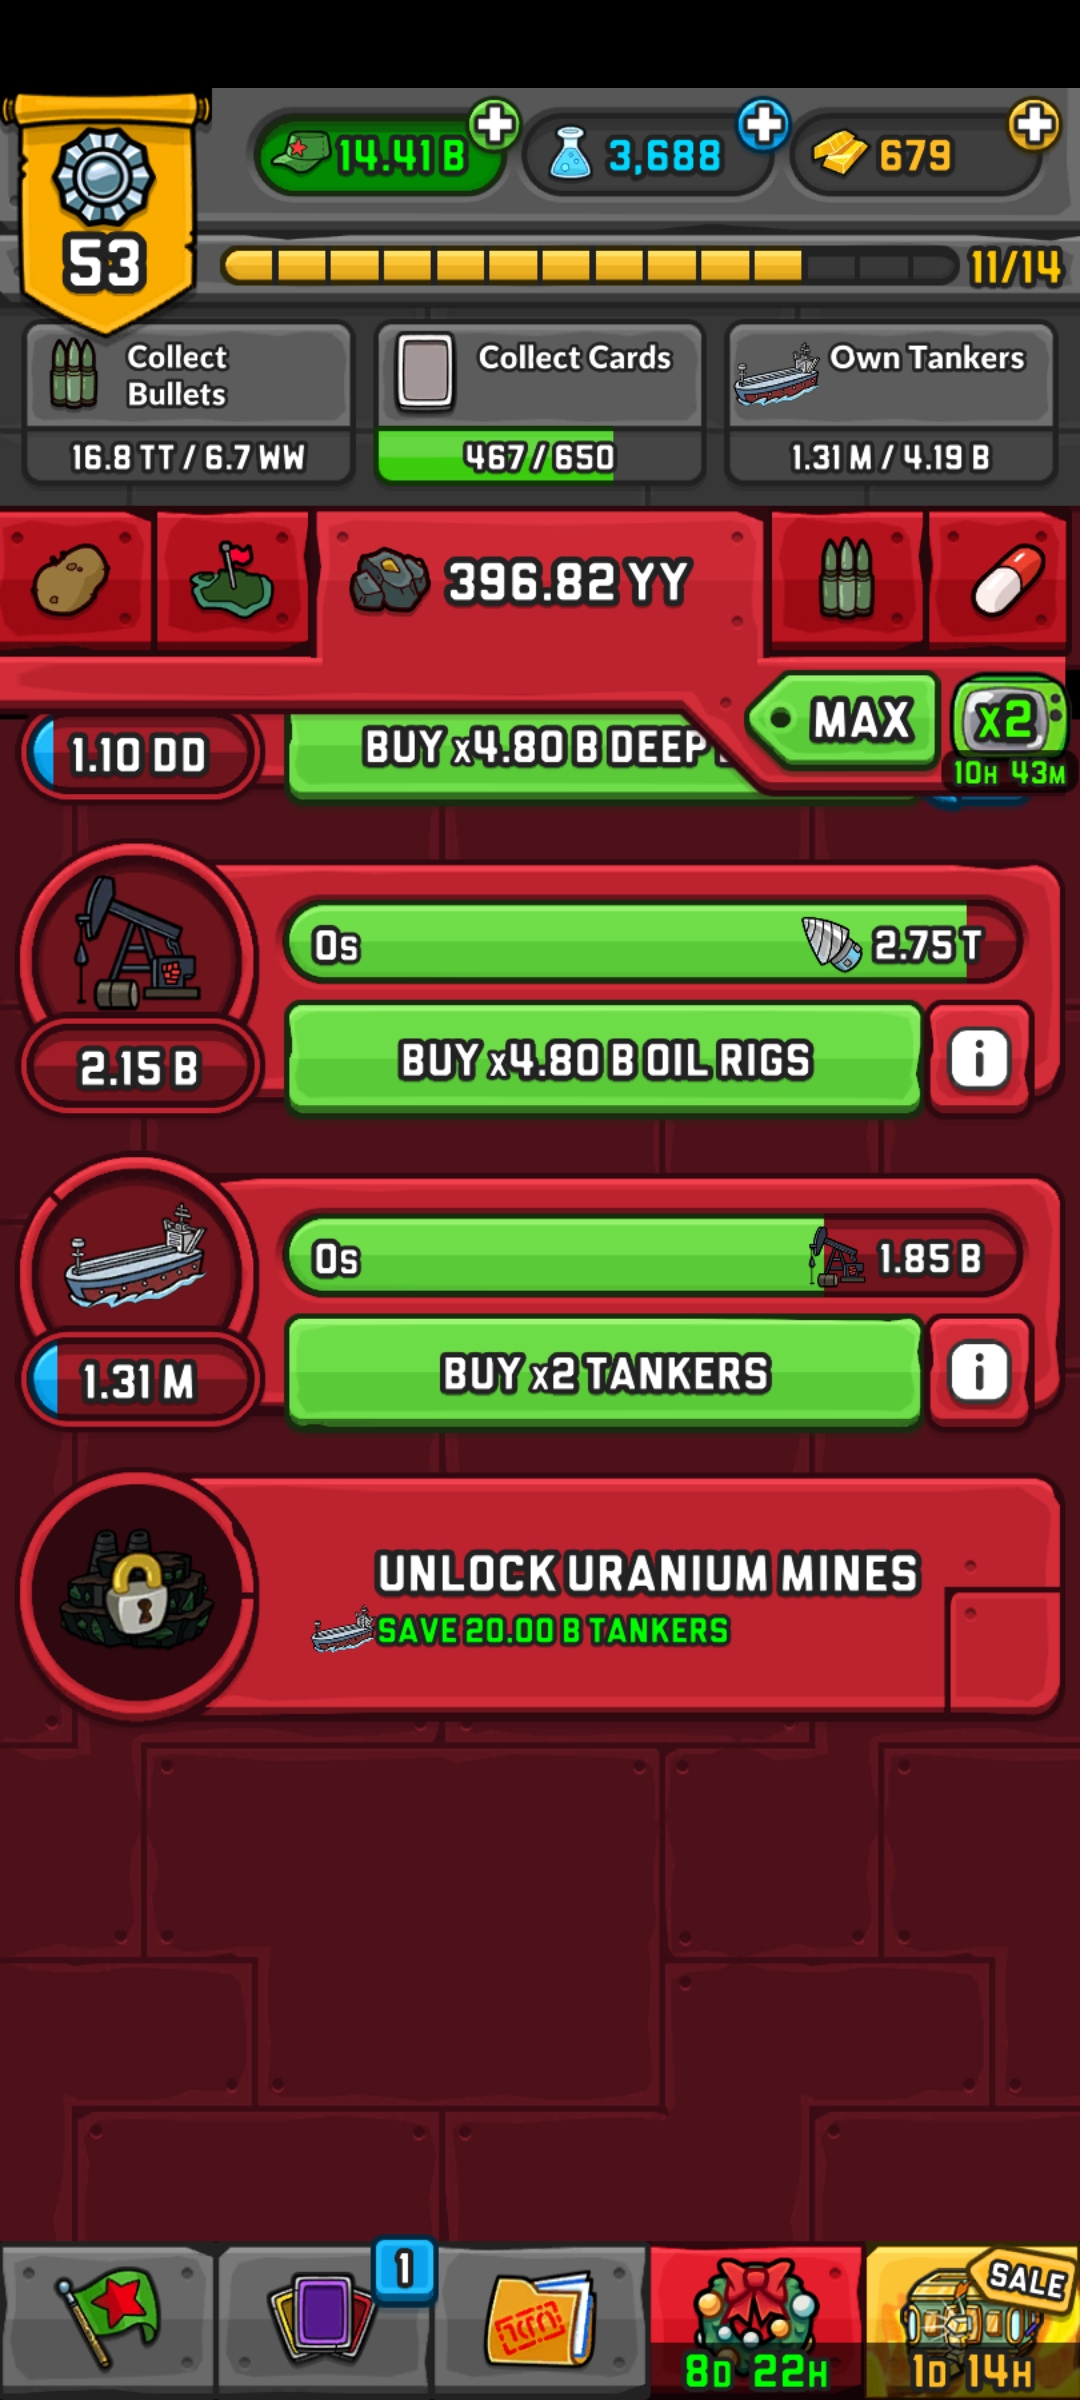 14.41 B
3,688
679
53
11/14
Collect
Bullets
16.8 TT / 6.7 WW
Collect Cards
467 / 650
Own Tankers
1.31 M / 4.19 B
396.82 YY
MAX
x2
10H 43M
1.10 DD
BUY x4.80 B DEEP
0s
2.75 T
2.15 B
BUY x4.80 B OIL RIGS
i
0s
1.85 B
1.31 M
BUY x2 TANKERS
i
UNLOCK URANIUM MINES
SAVE 20.00 B TANKERS
1
8D 22H
SALE
1D 14H